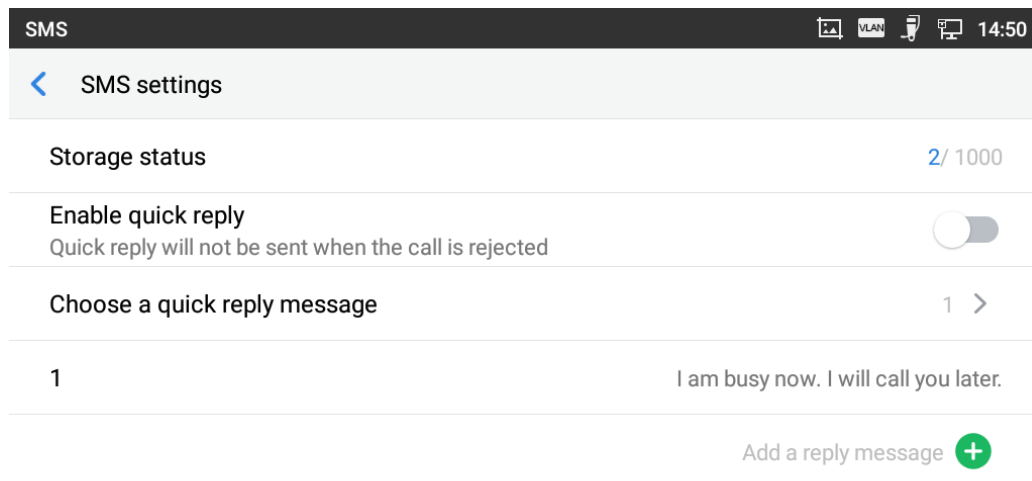 SMS VLAN 14:50
SMS settings
Storage status 2/ 1000
Enable quick reply
Quick reply will not be sent when the call is rejected
Choose a quick reply message 1
1 I am busy now. I will call you later.
Add a reply message